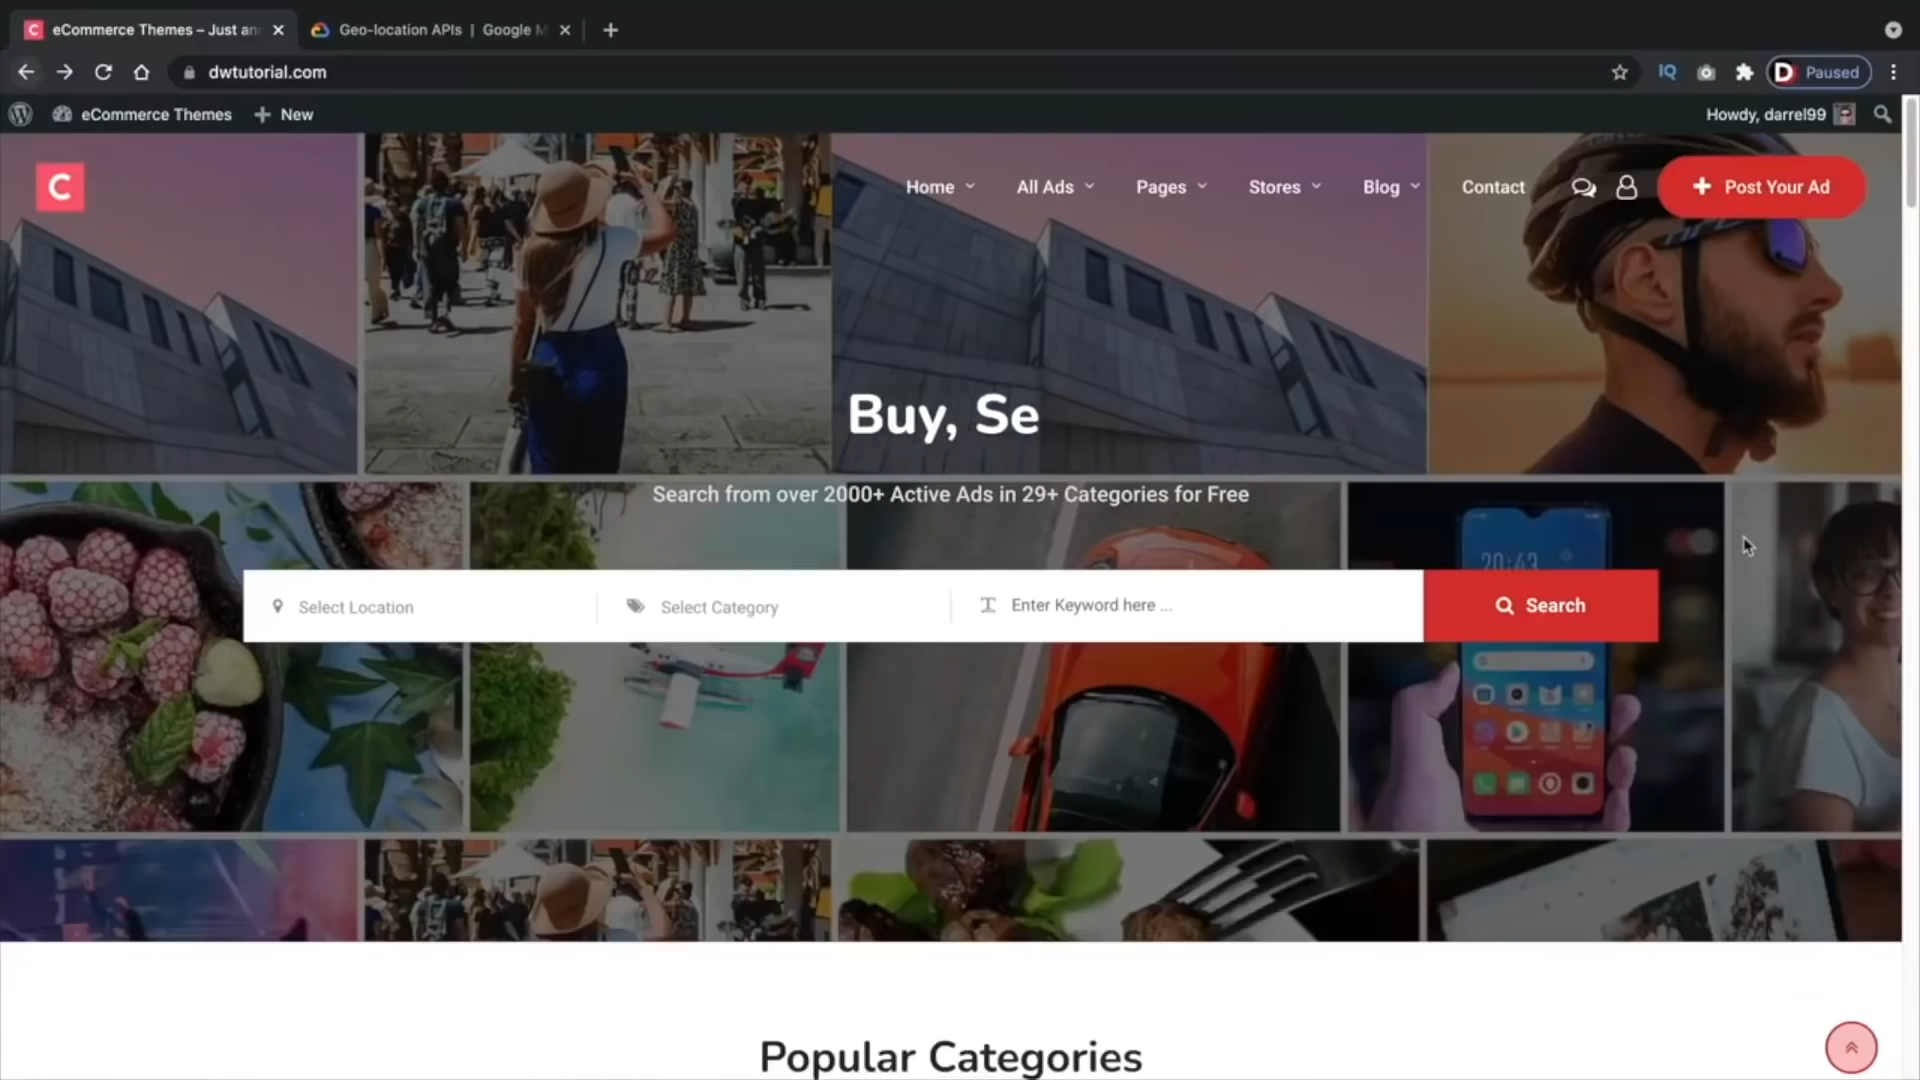 eCommerce Themes – Just an
Geo-location APIs | Google M
dwtutorial.com
IQ
D
Paused
eCommerce Themes
New
Howdy, darrel99
C
Home
All Ads
Pages
Stores
Blog
Contact
Post Your Ad
Buy, Se
Search from over 2000+ Active Ads in 29+ Categories for Free
20:43
Select Location
Select Category
Enter Keyword here ...
Search
Popular Categories